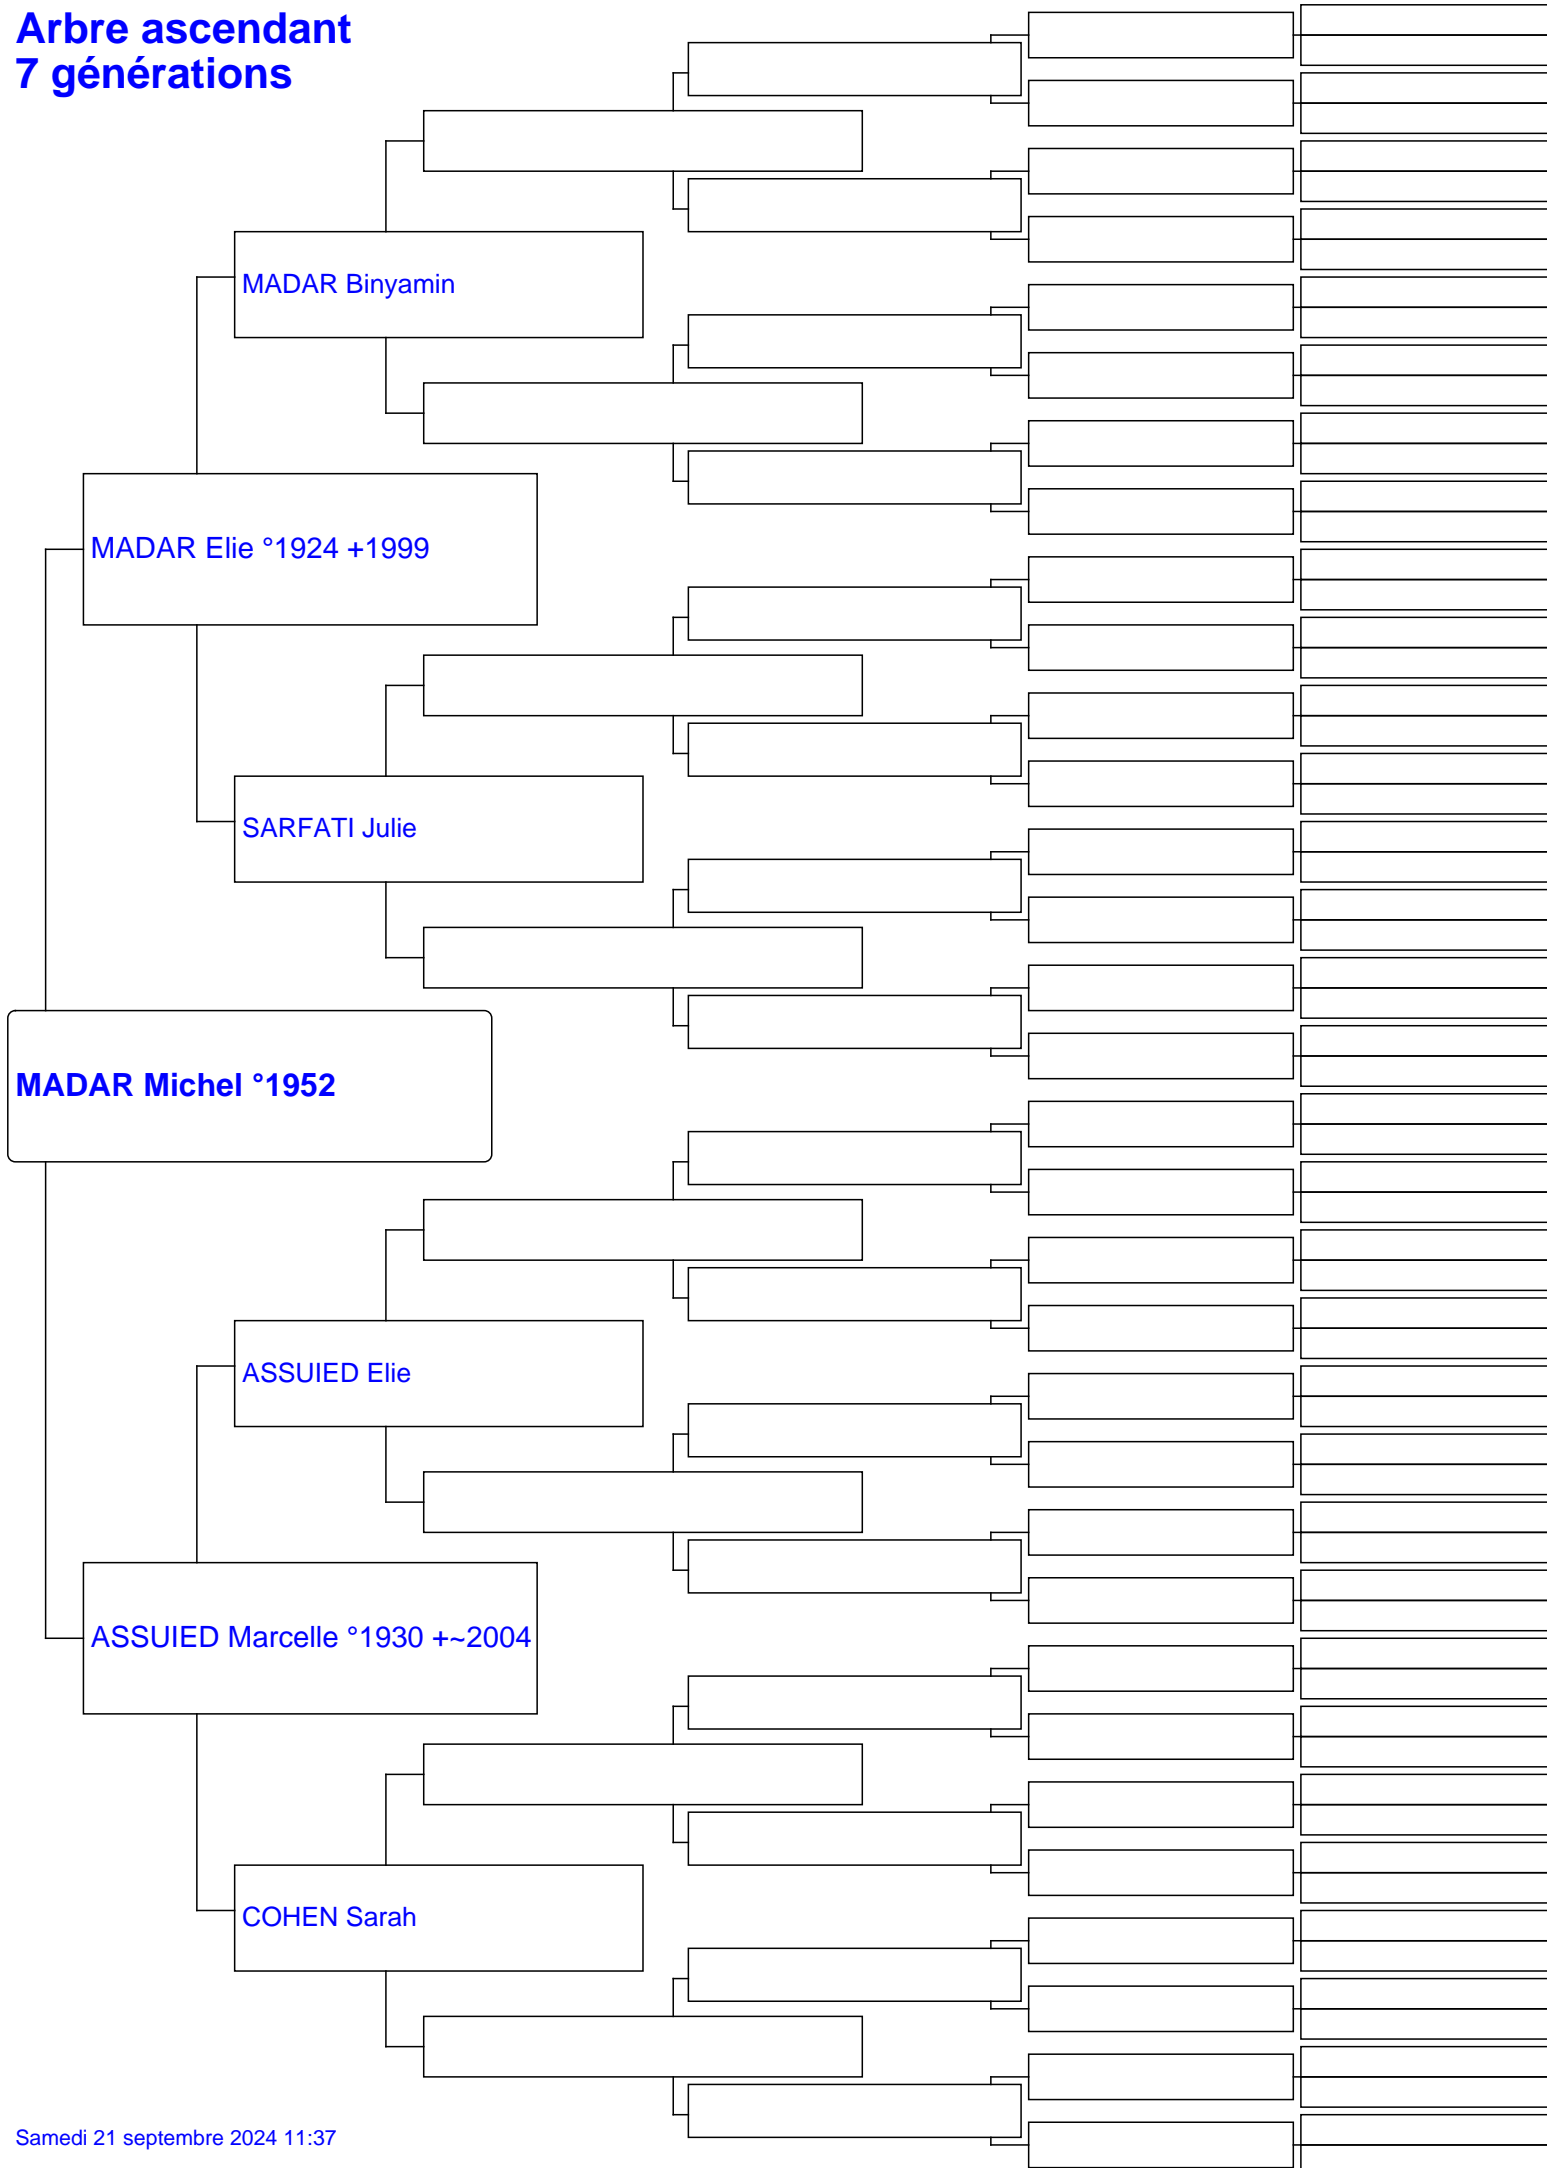 Arbre ascendant
7 générations
MADAR Binyamin
MADAR Elie °1924 +1999
SARFATI Julie
MADAR Michel °1952
ASSUIED Elie
ASSUIED Marcelle °1930 +~2004
COHEN Sarah
Samedi 21 septembre 2024 11:37